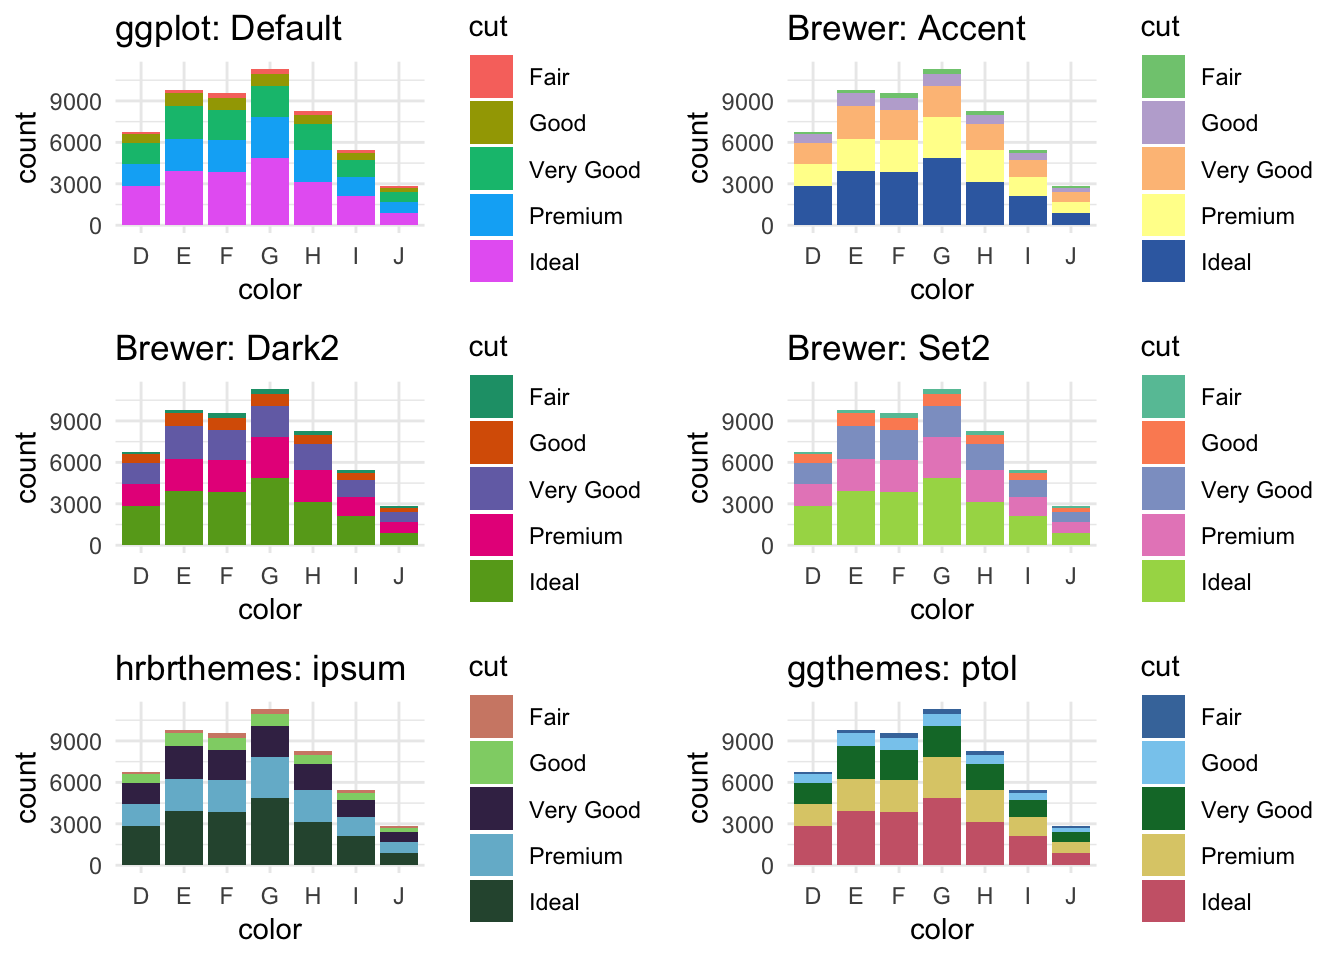 ggplot: Default
cut
Fair
Good
Very Good
Premium
Ideal
count
9000
6000
3000
0
D E F G H I J
color
Brewer: Accent
cut
Fair
Good
Very Good
Premium
Ideal
count
9000
6000
3000
0
D E F G H I J
color
Brewer: Dark2
cut
Fair
Good
Very Good
Premium
Ideal
count
9000
6000
3000
0
D E F G H I J
color
Brewer: Set2
cut
Fair
Good
Very Good
Premium
Ideal
count
9000
6000
3000
0
D E F G H I J
color
hrbrthemes: ipsum
cut
Fair
Good
Very Good
Premium
Ideal
count
9000
6000
3000
0
D E F G H I J
color
ggthemes: ptol
cut
Fair
Good
Very Good
Premium
Ideal
count
9000
6000
3000
0
D E F G H I J
color